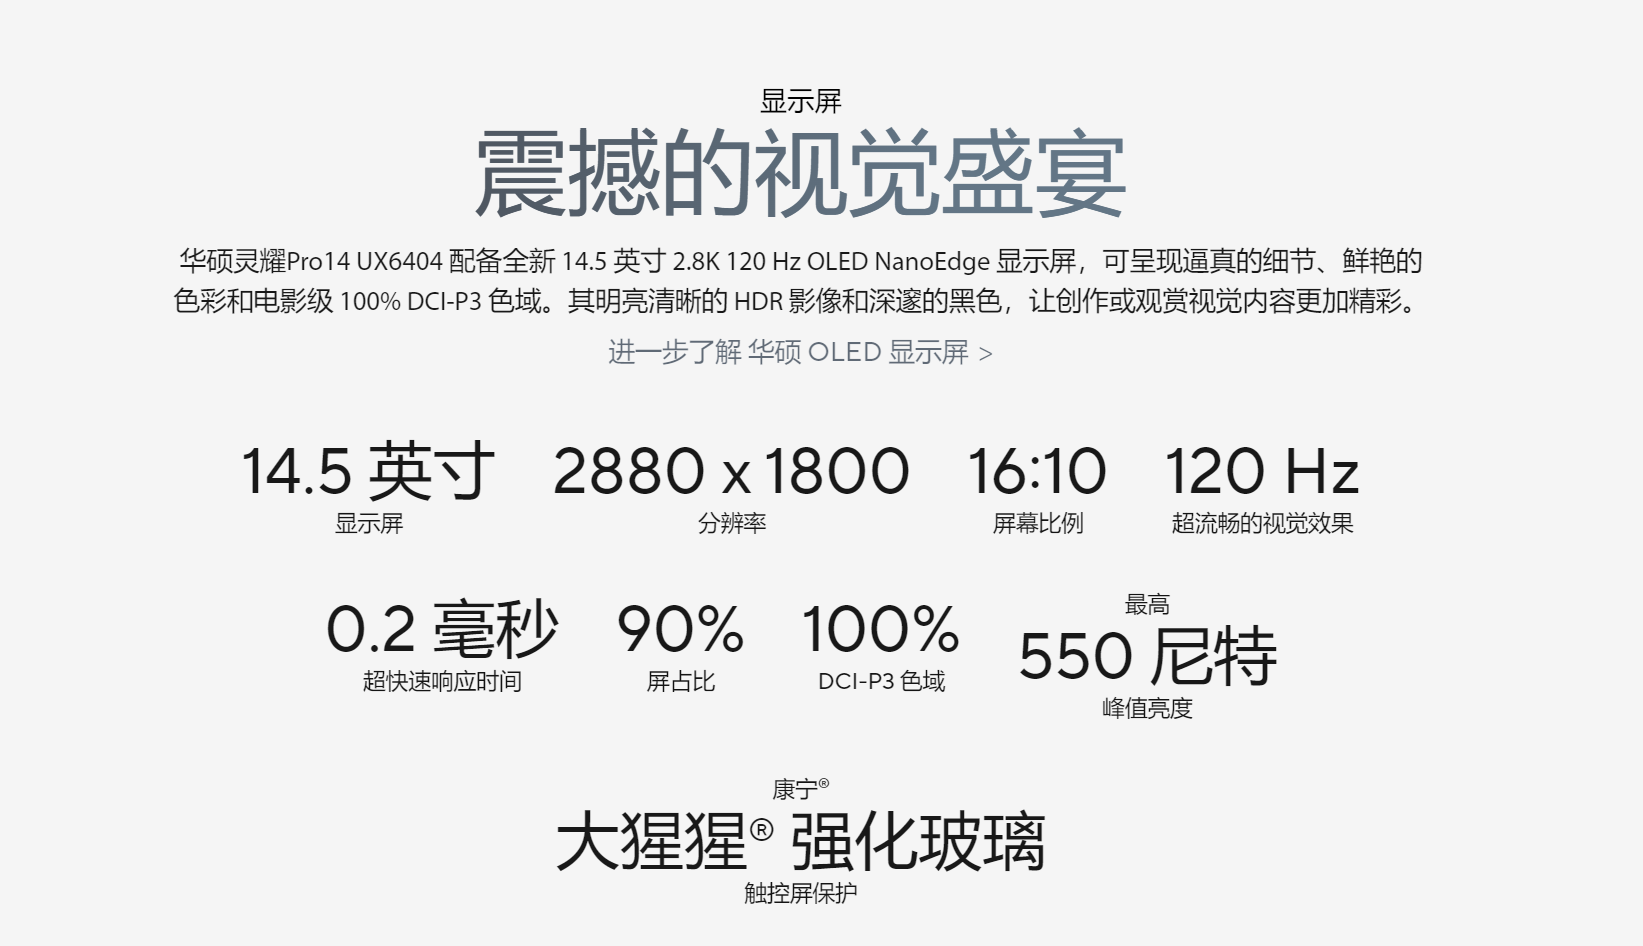 显示屏
震撼的视觉盛宴
华硕灵耀Pro14 UX6404 配备全新 14.5 英寸 2.8K 120 Hz OLED NanoEdge 显示屏，可呈现逼真的细节、鲜艳的
色彩和电影级 100% DCI-P3 色域。其明亮清晰的 HDR 影像和深邃的黑色，让创作或观赏视觉内容更加精彩。
进一步了解 华硕 OLED 显示屏 >
14.5 英寸 2880 x 1800 16:10 120 Hz
显示屏 分辨率 屏幕比例 超流畅的视觉效果
最高
0.2 毫秒 90% 100% 550 尼特
超快速响应时间 屏占比 DCI-P3 色域 峰值亮度
康宁®
大猩猩® 强化玻璃
触控屏保护